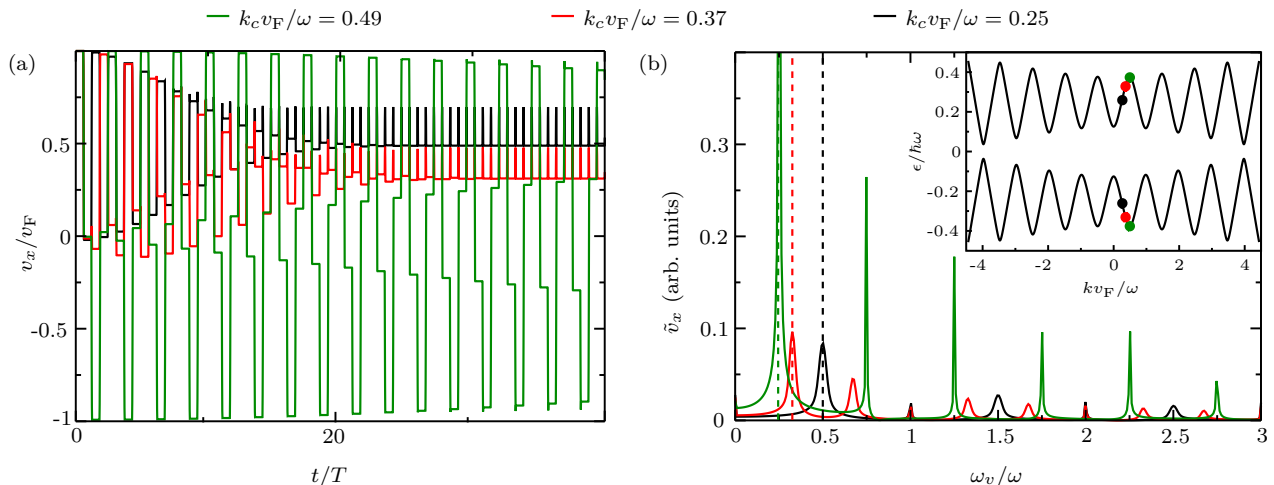 k_c v_F/ω = 0.49 k_c v_F/ω = 0.37 k_c v_F/ω = 0.25
(a)
v_x/v_F
0.5
0
-0.5
-1
0 20
t/T
(b)
ṽ_x (arb. units)
0.4
0.3
0.2
0.1
0
0 0.5 1 1.5 2 2.5 3
ω_v/ω
ϵ/ħω
0.4
0.2
0
-0.2
-0.4
-4 -2 0 2 4
kv_F/ω